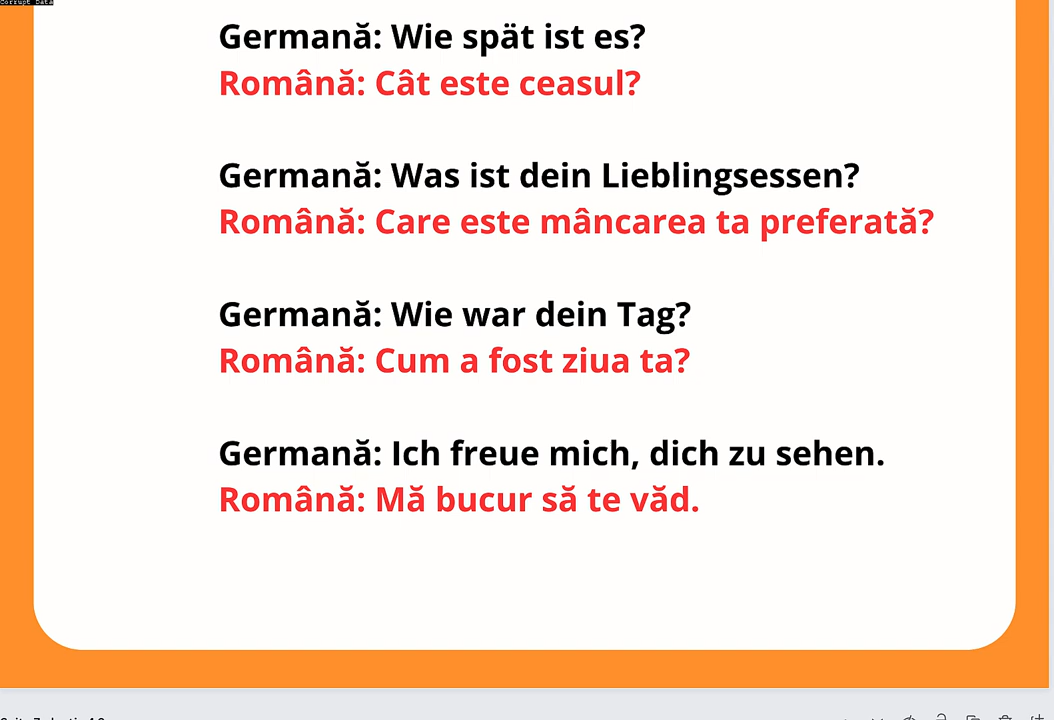 Corrupt Data
Germană: Wie spät ist es?
Română: Cât este ceasul?
Germană: Was ist dein Lieblingsessen?
Română: Care este mâncarea ta preferată?
Germană: Wie war dein Tag?
Română: Cum a fost ziua ta?
Germană: Ich freue mich, dich zu sehen.
Română: Mă bucur să te văd.